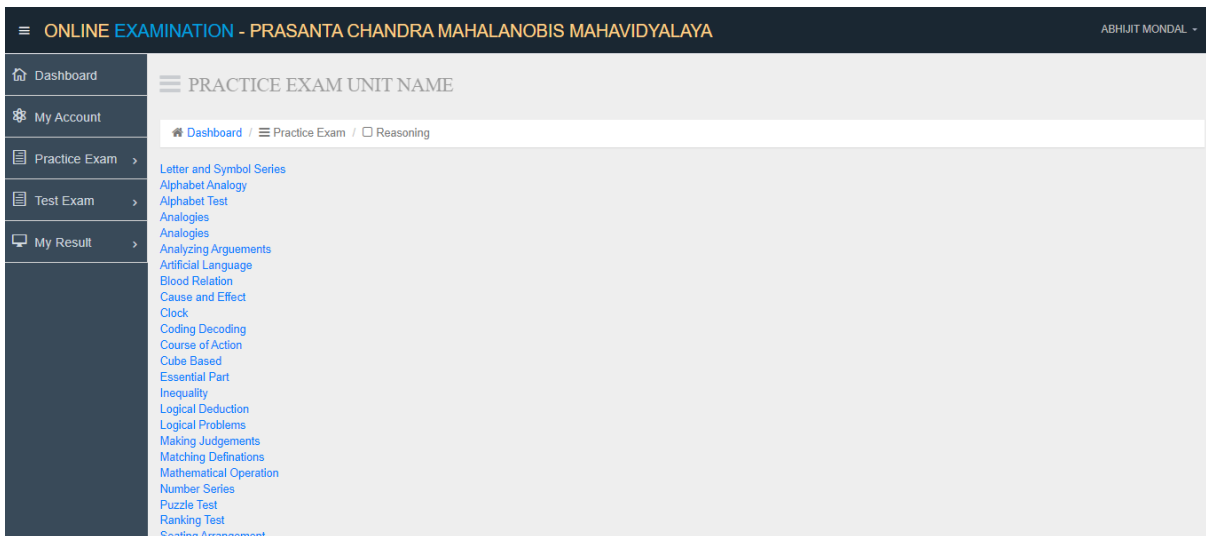 ONLINE EXAMINATION - PRASANTA CHANDRA MAHALANOBIS MAHAVIDYALAYA
ABHIJIT MONDAL
Dashboard
My Account
Practice Exam
Test Exam
My Result
PRACTICE EXAM UNIT NAME
Dashboard / Practice Exam / Reasoning
Letter and Symbol Series
Alphabet Analogy
Alphabet Test
Analogies
Analogies
Analyzing Arguements
Artificial Language
Blood Relation
Cause and Effect
Clock
Coding Decoding
Course of Action
Cube Based
Essential Part
Inequality
Logical Deduction
Logical Problems
Making Judgements
Matching Definations
Mathematical Operation
Number Series
Puzzle Test
Ranking Test
Seating Arrangement